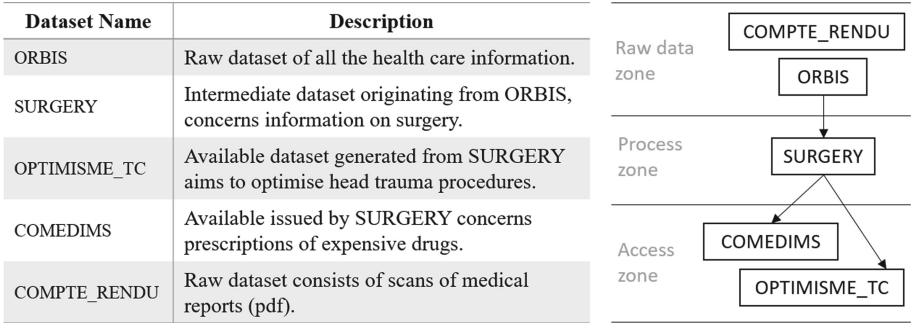 Dataset Name Description
ORBIS Raw dataset of all the health care information.
SURGERY Intermediate dataset originating from ORBIS,
concerns information on surgery.
OPTIMISME_TC Available dataset generated from SURGERY
aims to optimise head trauma procedures.
COMEDIMS Available issued by SURGERY concerns
prescriptions of expensive drugs.
COMPTE_RENDU Raw dataset consists of scans of medical
reports (pdf).
Raw data
zone
COMPTE_RENDU
ORBIS
Process
zone
SURGERY
Access
zone
COMEDIMS
OPTIMISME_TC